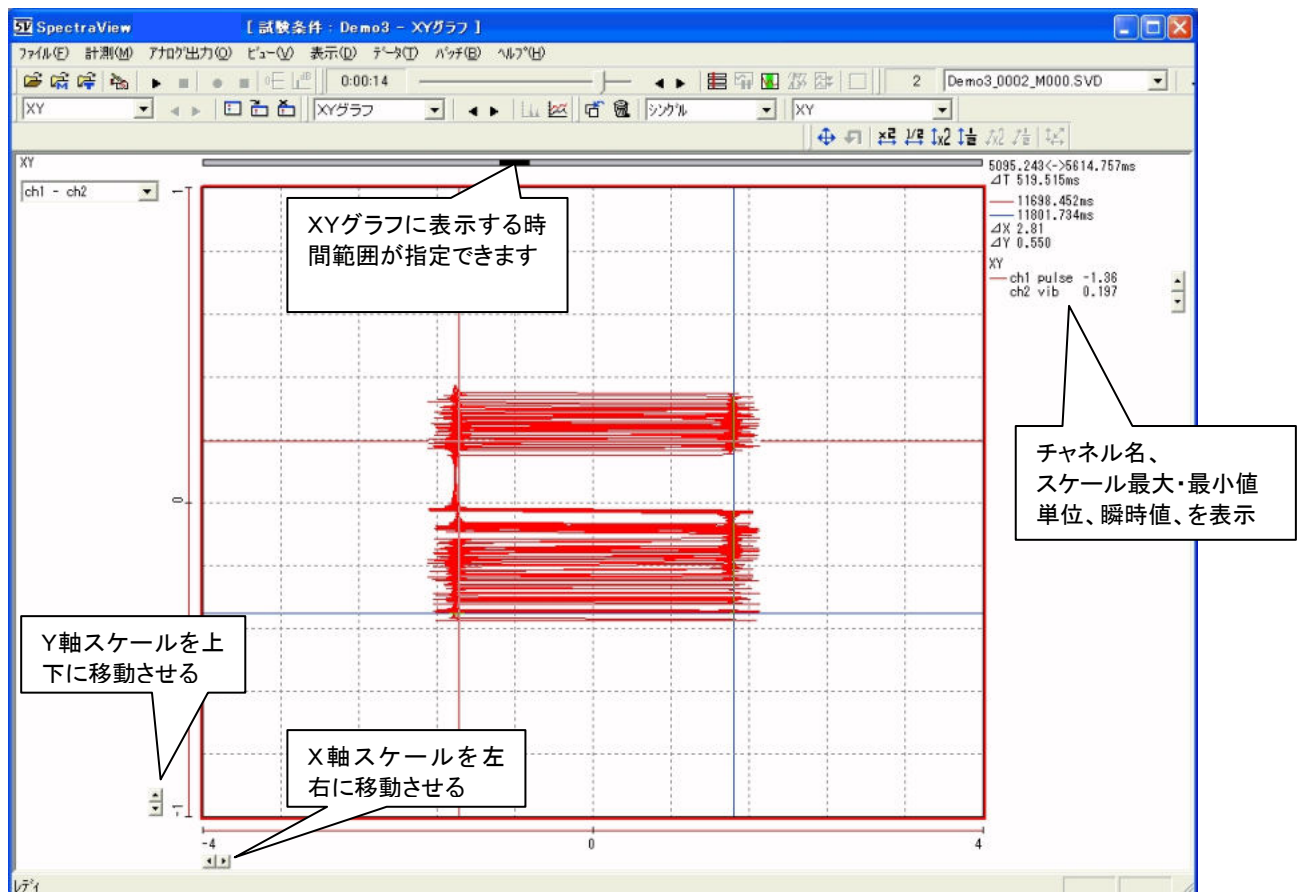 SpectraView [ 試験条件 : Demo3 - XYグラフ ]
ファイル(F) 計測(M) アナログ出力(O) ビュー(V) 表示(D) データ(T) バッチ(B) ヘルプ(H)
0:00:14 2 Demo3_0002_M000.SVD
XY XYグラフ シングル XY
XY
ch1 - ch2
5095.243<->5614.757ms
⊿T 519.515ms
11698.452ms
11801.734ms
⊿X 2.81
⊿Y 0.550
XY
ch1 pulse -1.36
ch2 vib 0.197
XYグラフに表示する時
間範囲が指定できます
チャネル名、
スケール最大・最小値
単位、瞬時値、を表示
1
0
-1
Y軸スケールを上
下に移動させる
X軸スケールを左
右に移動させる
-4 0 4
レディ